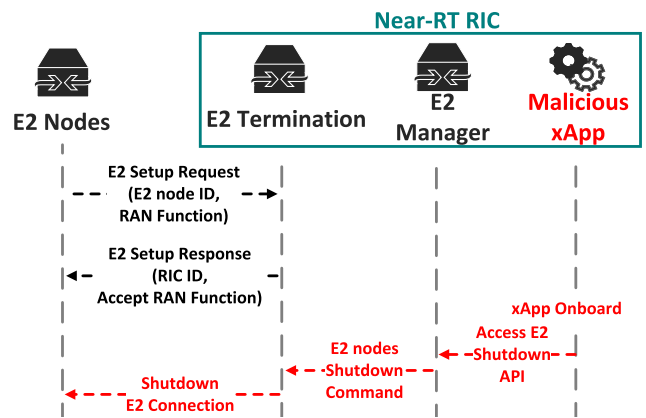 Near-RT RIC
E2 Nodes
E2 Termination
E2
Manager
Malicious
xApp
E2 Setup Request
(E2 node ID,
RAN Function)
E2 Setup Response
(RIC ID,
Accept RAN Function)
xApp Onboard
Access E2
Shutdown
API
E2 nodes
Shutdown
Command
Shutdown
E2 Connection